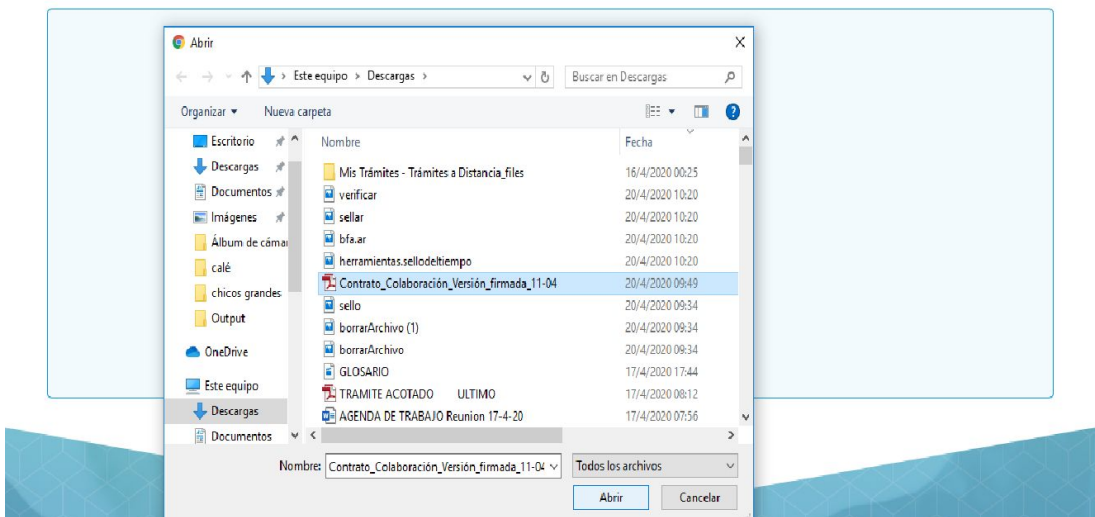 Abrir
Este equipo > Descargas >
Buscar en Descargas
Organizar
Nueva carpeta
Nombre
Fecha
Escritorio
Descargas
Documentos
Imágenes
Álbum de cámar
calé
chicos grandes
Output
OneDrive
Este equipo
Descargas
Documentos
Mis Trámites - Trámites a Distancia_files 16/4/2020 00:25
verificar 20/4/2020 10:20
sellar 20/4/2020 10:20
bfa.ar 20/4/2020 10:20
herramientas.sellodeltiempo 20/4/2020 10:20
Contrato_Colaboración_Versión_firmada_11-04 20/4/2020 09:49
sello 20/4/2020 09:34
borrarArchivo (1) 20/4/2020 09:34
borrarArchivo 20/4/2020 09:34
GLOSARIO 17/4/2020 17:44
TRAMITE ACOTADO ULTIMO 17/4/2020 08:12
AGENDA DE TRABAJO Reunion 17-4-20 17/4/2020 07:56
Nombre: Contrato_Colaboración_Versión_firmada_11-04
Todos los archivos
Abrir
Cancelar